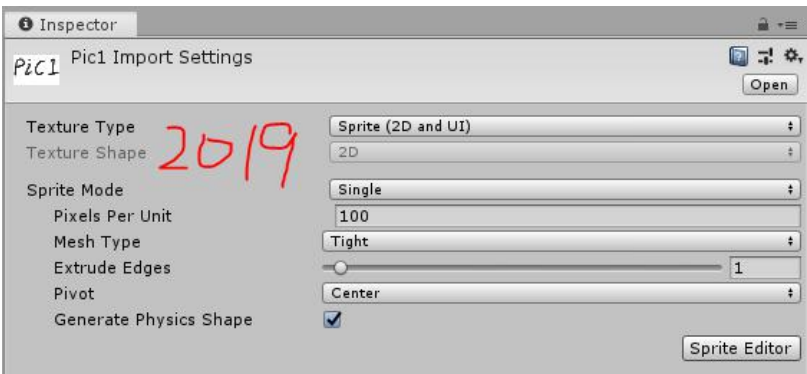 Inspector
Pic1 Pic1 Import Settings
Open
Texture Type Sprite (2D and UI)
Texture Shape 2D
2019
Sprite Mode Single
Pixels Per Unit 100
Mesh Type Tight
Extrude Edges 1
Pivot Center
Generate Physics Shape
Sprite Editor